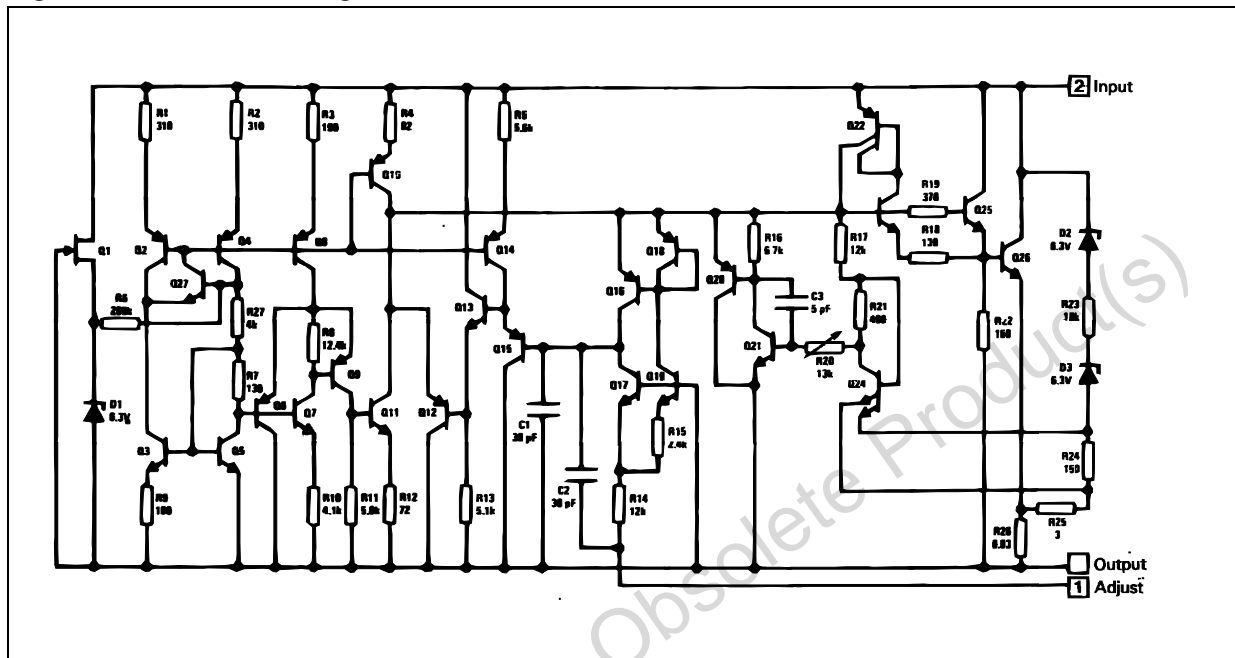 2 Input
R1
310
R2
310
R3
190
R4
82
R5
5.6k
Q22
Q10
R19
370
Q25
Q1
Q2
Q4
Q14
Q18
R16
6.7k
R17
12k
R18
130
Q26
D2
6.3V
Q27
Q20
R6
200k
R27
4k
Q13
Q16
C3
5 pF
R21
400
R23
18k
R8
12.4k
Q15
Q21
R22
160
R7
130
Q9
R20
13k
D3
6.3V
D1
6.3V
Q6
Q7
Q11
Q12
Q17
Q19
Q24
C1
30 pF
R15
2.4k
Q3
Q5
R24
150
R9
180
R10
4.1k
R11
5.8k
R12
72
R13
5.1k
C2
30 pF
R14
12k
R25
3
R26
Output
1 Adjust
Obsolete Product(s)